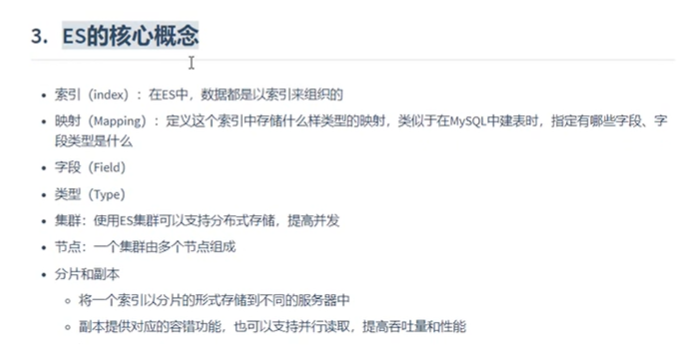 3. ES的核心概念
• 索引（index）：在ES中，数据都是以索引来组织的
• 映射（Mapping）：定义这个索引中存储什么样类型的映射，类似于在MySQL中建表时，指定有哪些字段、字
段类型是什么
• 字段（Field）
• 类型（Type）
• 集群：使用ES集群可以支持分布式存储，提高并发
• 节点：一个集群由多个节点组成
• 分片和副本
◦ 将一个索引以分片的形式存储到不同的服务器中
◦ 副本提供对应的容错功能，也可以支持并行读取，提高吞吐量和性能